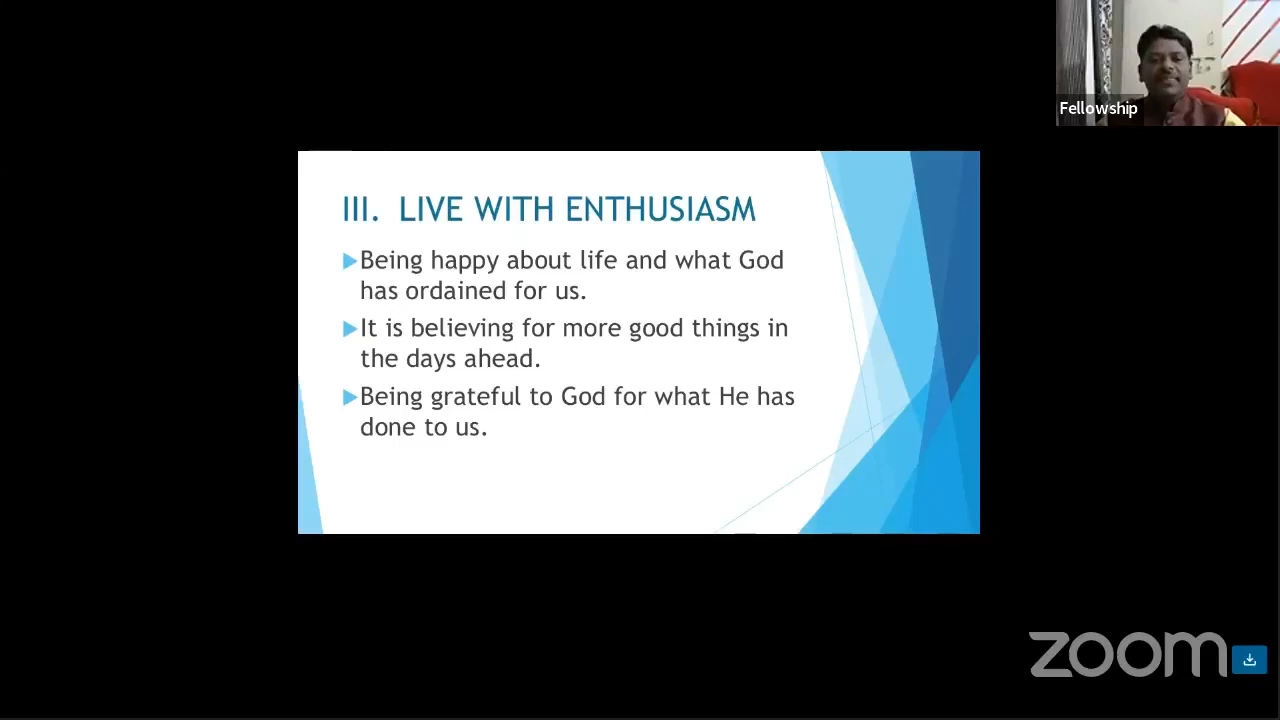 Fellowship
III. LIVE WITH ENTHUSIASM
Being happy about life and what God
has ordained for us.
It is believing for more good things in
the days ahead.
Being grateful to God for what He has
done to us.
zoom